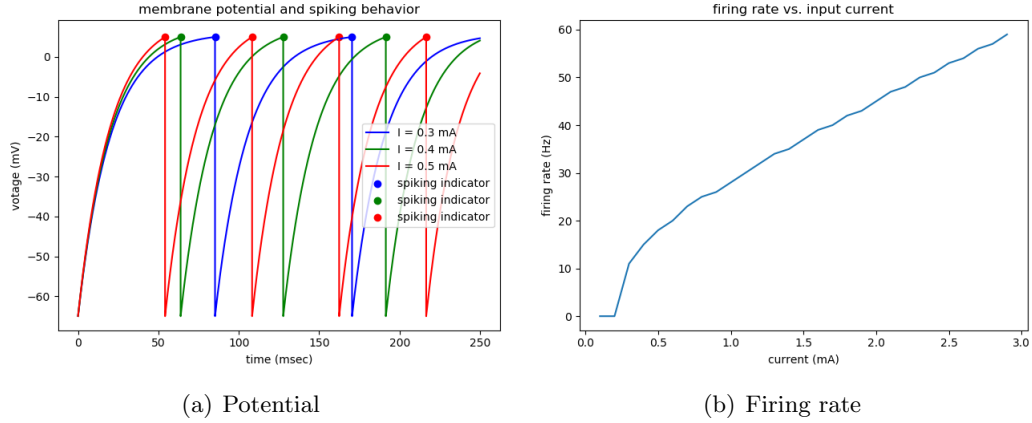 membrane potential and spiking behavior
votage (mV)
0
−10
−20
−30
−40
−50
−60
I = 0.3 mA
I = 0.4 mA
I = 0.5 mA
spiking indicator
spiking indicator
spiking indicator
0
50
100
150
200
250
time (msec)
(a) Potential
firing rate vs. input current
firing rate (Hz)
60
50
40
30
20
10
0
0.0
0.5
1.0
1.5
2.0
2.5
3.0
current (mA)
(b) Firing rate